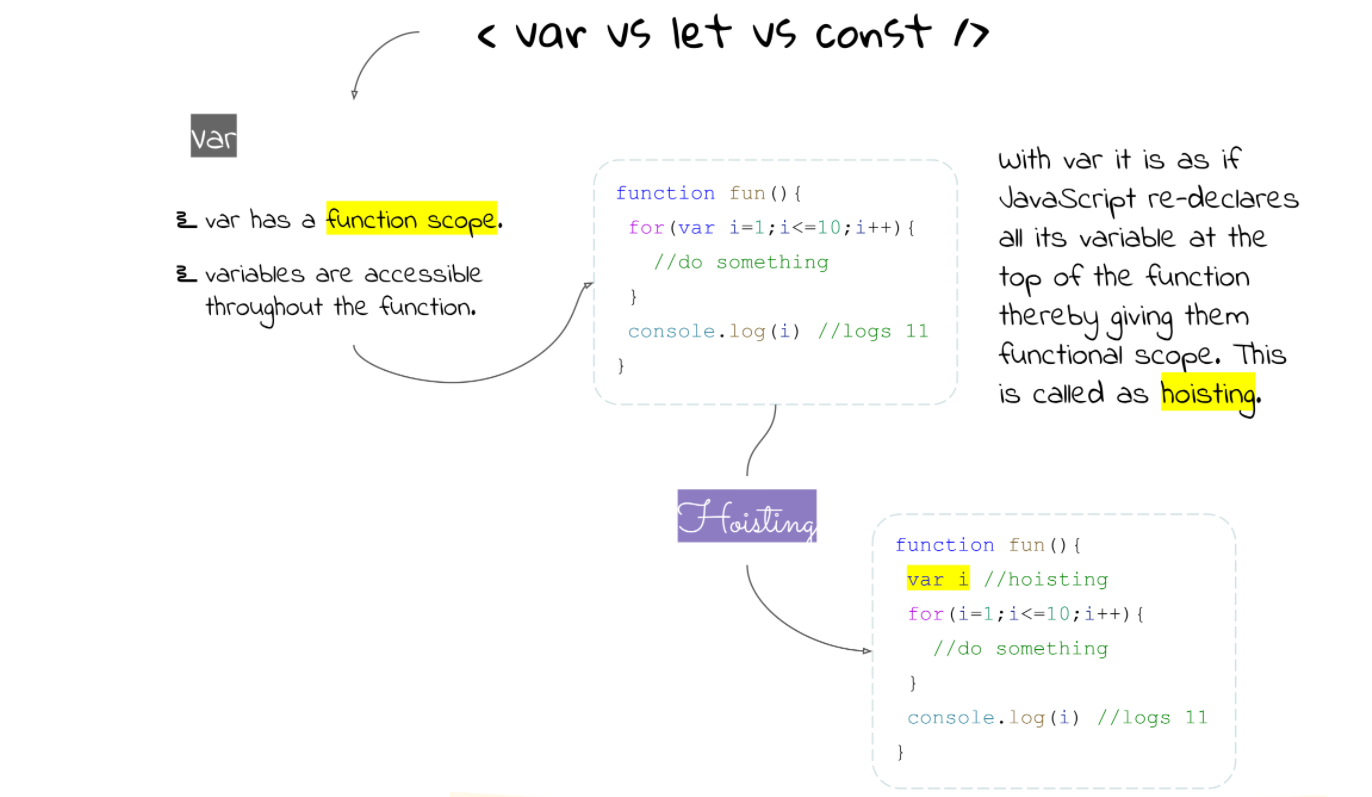 < var vs let vs const />
var
var has a function scope.
variables are accessible
throughout the function.
function fun(){
for(var i=1;i<=10;i++){
//do something
}
console.log(i) //logs 11
}
with var it is as if
JavaScript re-declares
all its variable at the
top of the function
thereby giving them
functional scope. This
is called as hoisting.
Hoisting
function fun(){
var i //hoisting
for(i=1;i<=10;i++){
//do something
}
console.log(i) //logs 11
}